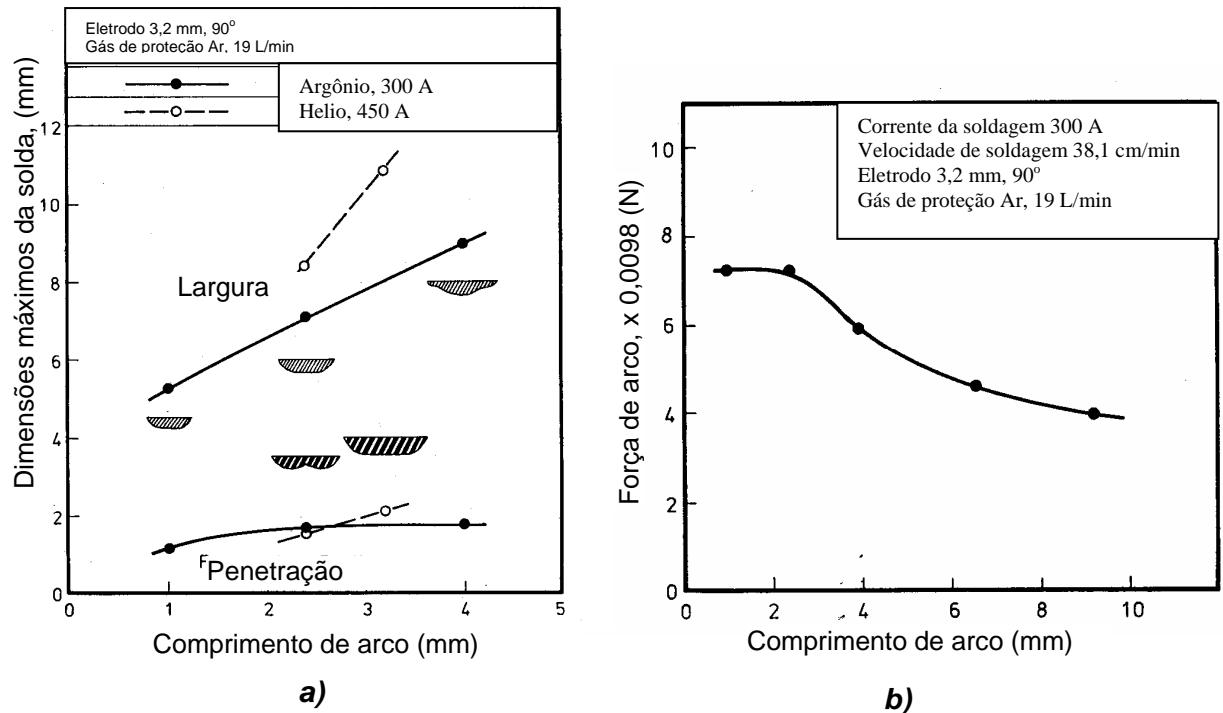 Eletrodo 3,2 mm, 90º
Gás de proteção Ar, 19 L/min
Argônio, 300 A
Helio, 450 A
Dimensões máximos da solda, (mm)
12
10
8
6
4
2
0
Largura
FPenetração
0 1 2 3 4 5
Comprimento de arco (mm)
a)
Corrente da soldagem 300 A
Velocidade de soldagem 38,1 cm/min
Eletrodo 3,2 mm, 90º
Gás de proteção Ar, 19 L/min
Força de arco, x 0,0098 (N)
10
8
6
4
2
0
0 2 4 6 8 10
Comprimento de arco (mm)
b)